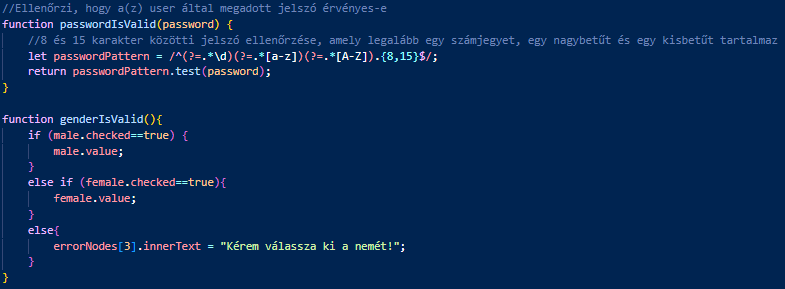 //Ellenőrzi, hogy a(z) user által megadott jelszó érvényes-e
function passwordIsValid(password) {
//8 és 15 karakter közötti jelszó ellenőrzése, amely legalább egy számjegyet, egy nagybetűt és egy kisbetűt tartalmaz
let passwordPattern = /^(?=.*\d)(?=.*[a-z])(?=.*[A-Z]).{8,15}$/;
return passwordPattern.test(password);
}
function genderIsValid(){
if (male.checked==true) {
male.value;
}
else if (female.checked==true){
female.value;
}
else{
errorNodes[3].innerText = "Kérem válassza ki a nemét!";
}
}